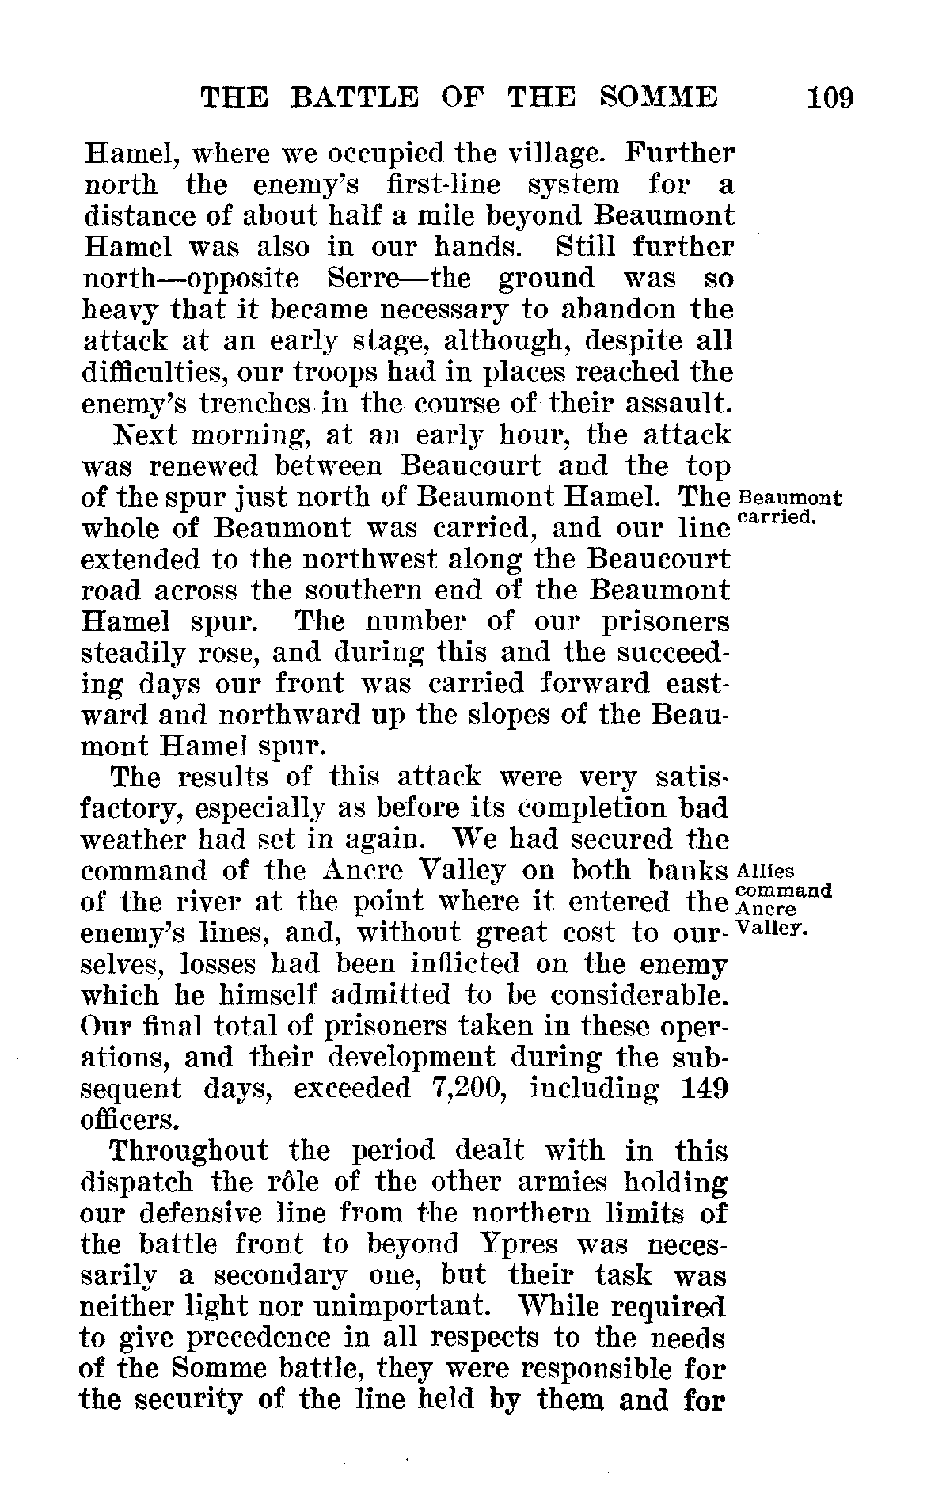 THE BATTLE OF THE SOMME 109
Hamel, where we occupied the village. Further
north the enemy's first-line system for a
distance of about half a mile beyond Beaumont
Hamel was also in our hands. Still further
north—opposite Serre—the ground was so
heavy that it became necessary to abandon the
attack at an early stage, although, despite all
difficulties, our troops had in places reached the
enemy's trenches in the course of their assault.
Next morning, at an early hour, the attack
was renewed between Beaucourt and the top
of the spur just north of Beaumont Hamel. The
whole of Beaumont was carried, and our line
Beaumont
carried.
extended to the northwest along the Beaucourt
road across the southern end of the Beaumont
Hamel spur. The number of our prisoners
steadily rose, and during this and the succeed-
ing days our front was carried forward east-
ward and northward up the slopes of the Beau-
mont Hamel spur.
The results of this attack were very satis-
factory, especially as before its completion bad
weather had set in again. We had secured the
command of the Ancre Valley on both banks
of the river at the point where it entered the
enemy's lines, and, without great cost to our-
Allies
command
Ancre
Valley.
selves, losses had been inflicted on the enemy
which he himself admitted to be considerable.
Our final total of prisoners taken in these oper-
ations, and their development during the sub-
sequent days, exceeded 7,200, including 149
officers.
Throughout the period dealt with in this
dispatch the rôle of the other armies holding
our defensive line from the northern limits of
the battle front to beyond Ypres was neces-
sarily a secondary one, but their task was
neither light nor unimportant. While required
to give precedence in all respects to the needs
of the Somme battle, they were responsible for
the security of the line held by them and for